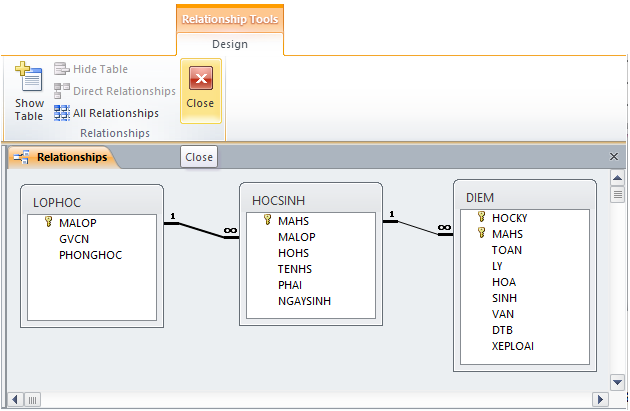 Relationship Tools
Design
Show Table
Hide Table
Direct Relationships
All Relationships
Relationships
Close
Relationships
Close
LOPHOC
MALOP
GVCN
PHONGHOC
1
∞
HOCSINH
MAHS
MALOP
HOHS
TENHS
PHAI
NGAYSINH
1
∞
DIEM
HOCKY
MAHS
TOAN
LY
HOA
SINH
VAN
DTB
XEPLOAI